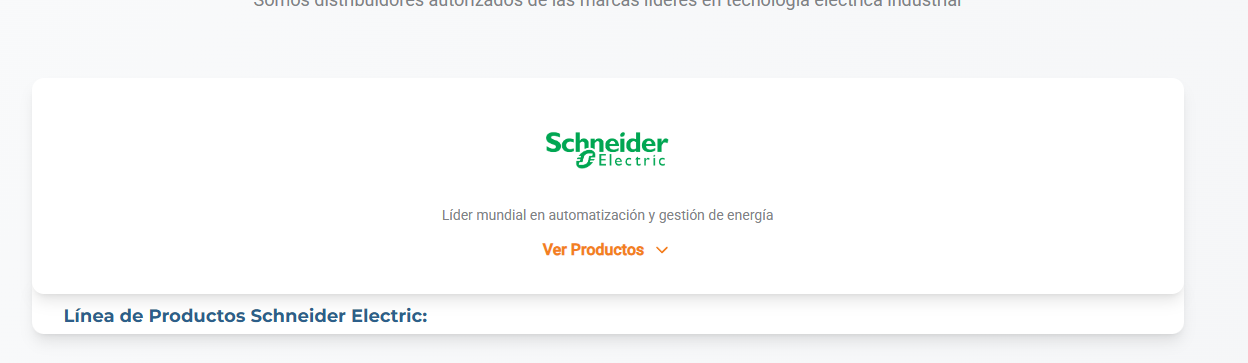 Somos distribuidores autorizados de las marcas líderes en tecnología eléctrica industrial
Schneider
Electric
Líder mundial en automatización y gestión de energía
Ver Productos
Línea de Productos Schneider Electric: